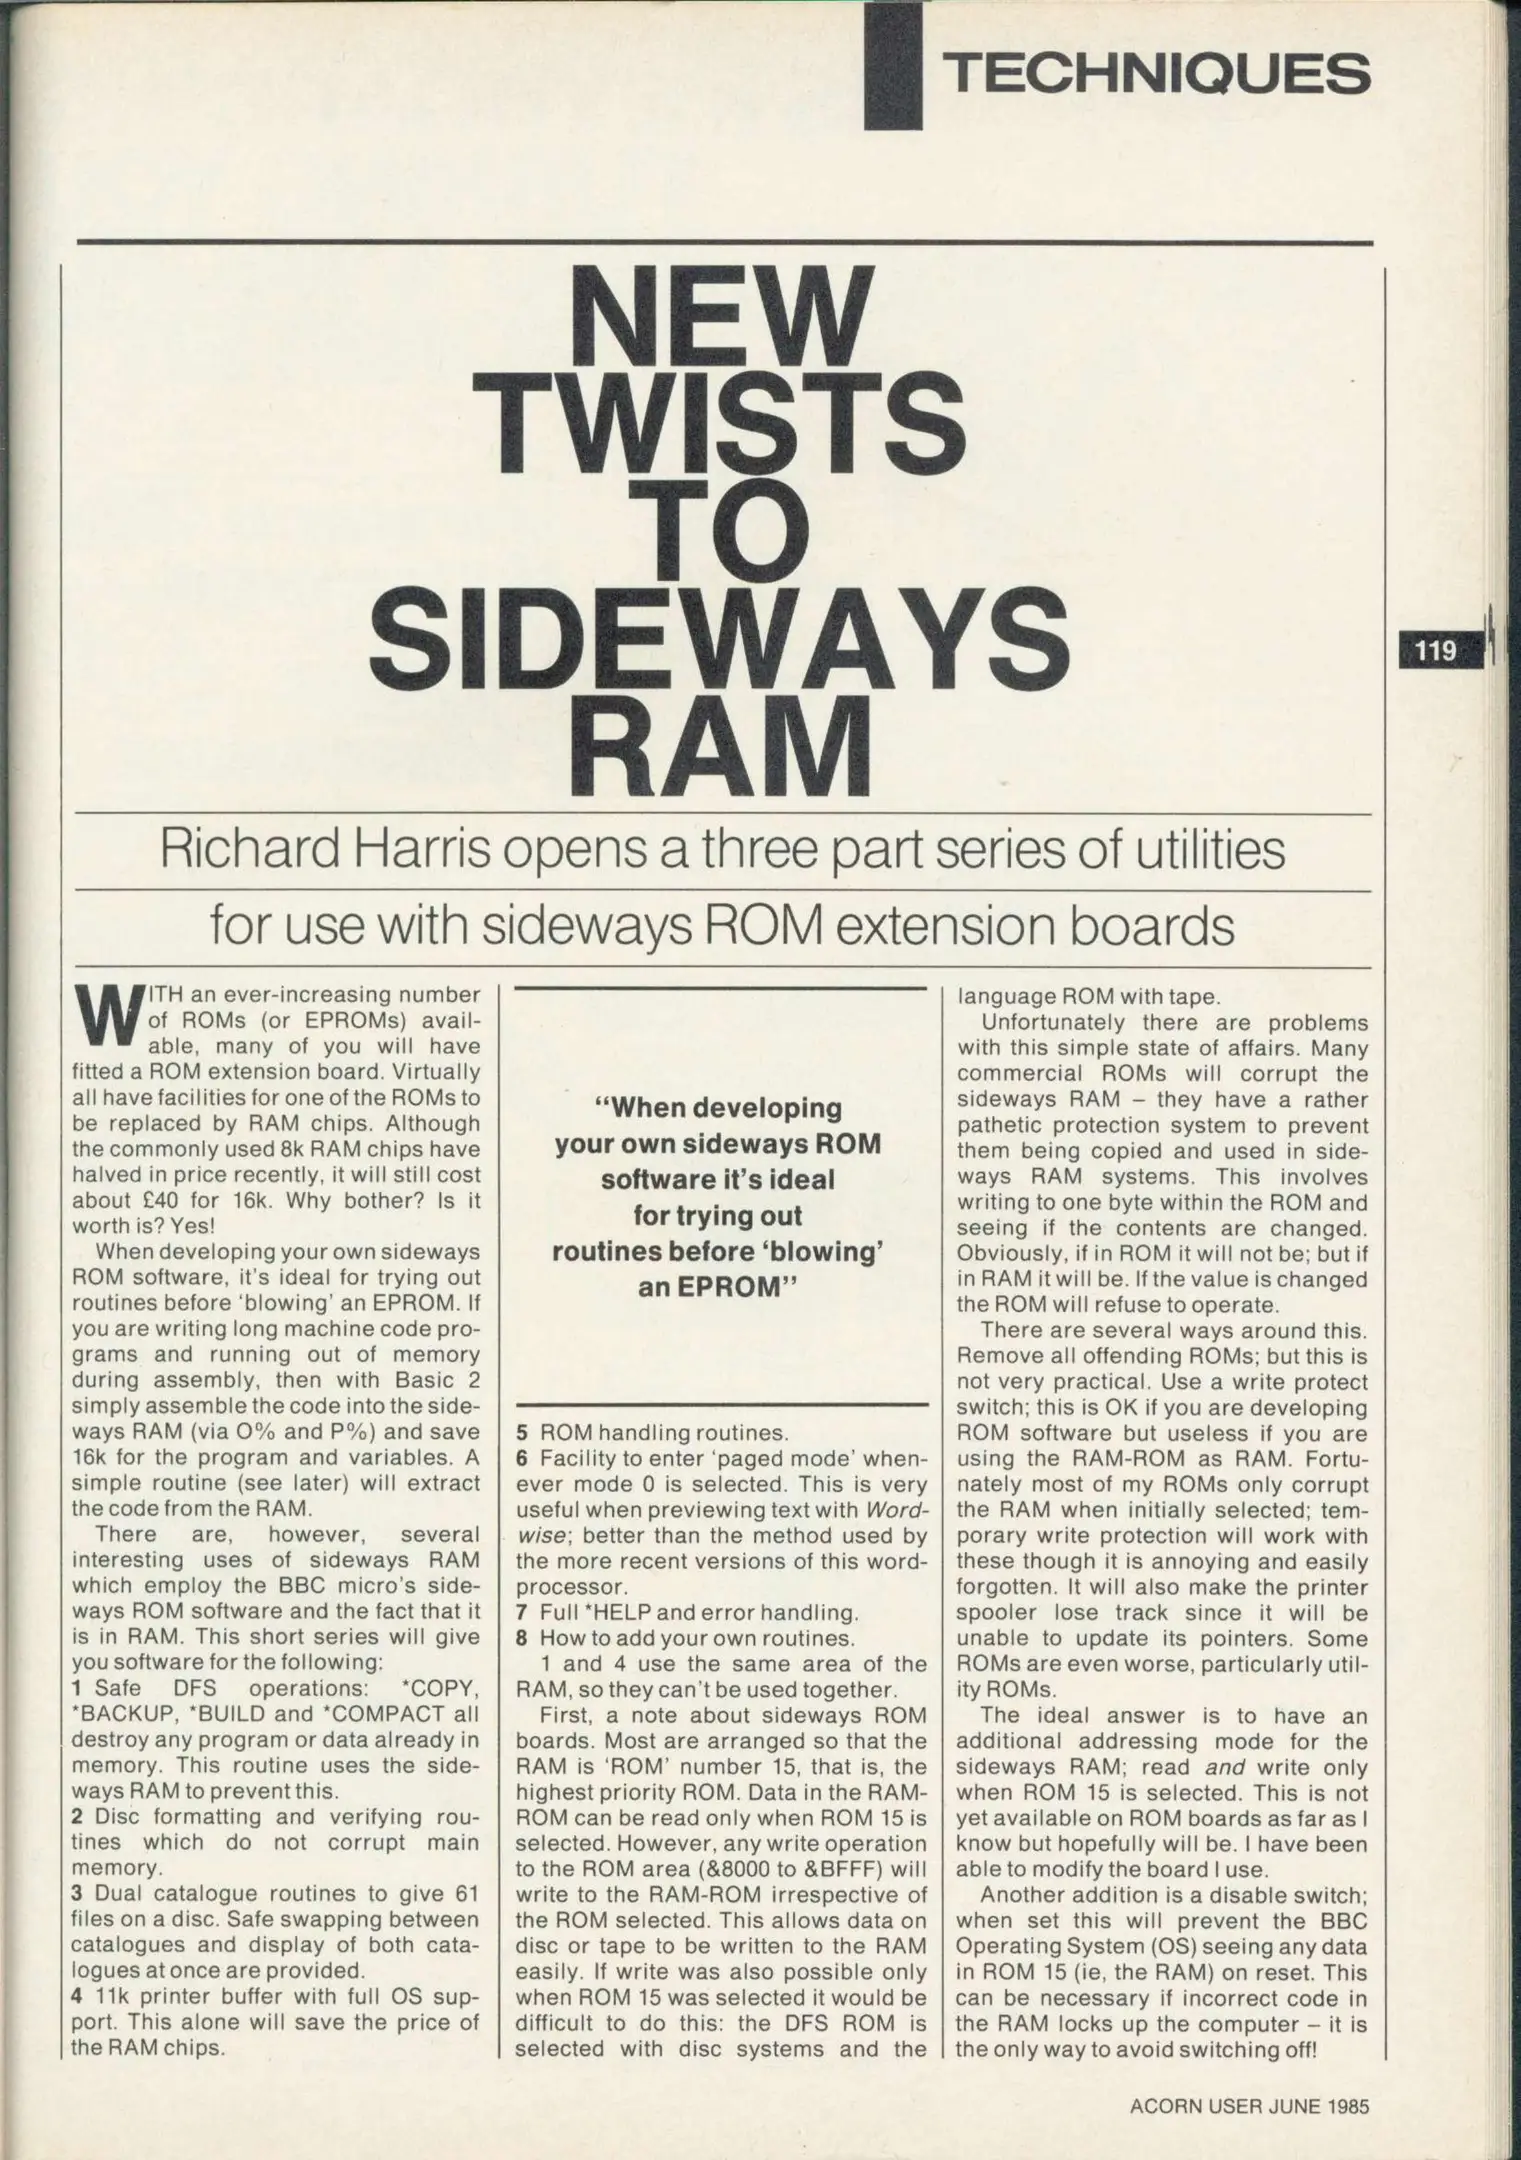 TECHNIQUES
NEW
TWISTS
TO
SIDEWAYS
RAM
119
Richard Harris opens a three part series of utilities
for use with sideways ROM extension boards
WITH an ever-increasing number
of ROMs (or EPROMs) avail-
able, many of you will have
fitted a ROM extension board. Virtually
all have facilities for one of the ROMs to
be replaced by RAM chips. Although
the commonly used 8k RAM chips have
halved in price recently, it will still cost
about £40 for 16k. Why bother? Is it
worth is? Yes!
When developing your own sideways
ROM software, it's ideal for trying out
routines before 'blowing' an EPROM. If
you are writing long machine code pro-
grams and running out of memory
during assembly, then with Basic 2
simply assemble the code into the side-
ways RAM (via O% and P%) and save
16k for the program and variables. A
simple routine (see later) will extract
the code from the RAM.
There are, however, several
interesting uses of sideways RAM
which employ the BBC micro's side-
ways ROM software and the fact that it
is in RAM. This short series will give
you software for the following:
1 Safe DFS operations: *COPY,
*BACKUP, *BUILD and *COMPACT all
destroy any program or data already in
memory. This routine uses the side-
ways RAM to prevent this.
2 Disc formatting and verifying rou-
tines which do not corrupt main
memory.
3 Dual catalogue routines to give 61
files on a disc. Safe swapping between
catalogues and display of both cata-
logues at once are provided.
4 11k printer buffer with full OS sup-
port. This alone will save the price of
the RAM chips.
"When developing
your own sideways ROM
software it's ideal
for trying out
routines before 'blowing'
an EPROM"
5 ROM handling routines.
6 Facility to enter 'paged mode' when-
ever mode 0 is selected. This is very
useful when previewing text with Word-
wise; better than the method used by
the more recent versions of this word-
processor.
7 Full *HELP and error handling.
8 How to add your own routines.
1 and 4 use the same area of the
RAM, so they can't be used together.
First, a note about sideways ROM
boards. Most are arranged so that the
RAM is 'ROM' number 15, that is, the
highest priority ROM. Data in the RAM-
ROM can be read only when ROM 15 is
selected. However, any write operation
to the ROM area (&8000 to &BFFF) will
write to the RAM-ROM irrespective of
the ROM selected. This allows data on
disc or tape to be written to the RAM
easily. If write was also possible only
when ROM 15 was selected it would be
difficult to do this: the DFS ROM is
selected with disc systems and the
language ROM with tape.
Unfortunately there are problems
with this simple state of affairs. Many
commercial ROMs will corrupt the
sideways RAM – they have a rather
pathetic protection system to prevent
them being copied and used in side-
ways RAM systems. This involves
writing to one byte within the ROM and
seeing if the contents are changed.
Obviously, if in ROM it will not be; but if
in RAM it will be. If the value is changed
the ROM will refuse to operate.
There are several ways around this.
Remove all offending ROMs; but this is
not very practical. Use a write protect
switch; this is OK if you are developing
ROM software but useless if you are
using the RAM-ROM as RAM. Fortu-
nately most of my ROMs only corrupt
the RAM when initially selected; tem-
porary write protection will work with
these though it is annoying and easily
forgotten. It will also make the printer
spooler lose track since it will be
unable to update its pointers. Some
ROMs are even worse, particularly util-
ity ROMs.
The ideal answer is to have an
additional addressing mode for the
sideways RAM; read and write only
when ROM 15 is selected. This is not
yet available on ROM boards as far as I
know but hopefully will be. I have been
able to modify the board I use.
Another addition is a disable switch;
when set this will prevent the BBC
Operating System (OS) seeing any data
in ROM 15 (ie, the RAM) on reset. This
can be necessary if incorrect code in
the RAM locks up the computer – it is
the only way to avoid switching off!
ACORN USER JUNE 1985